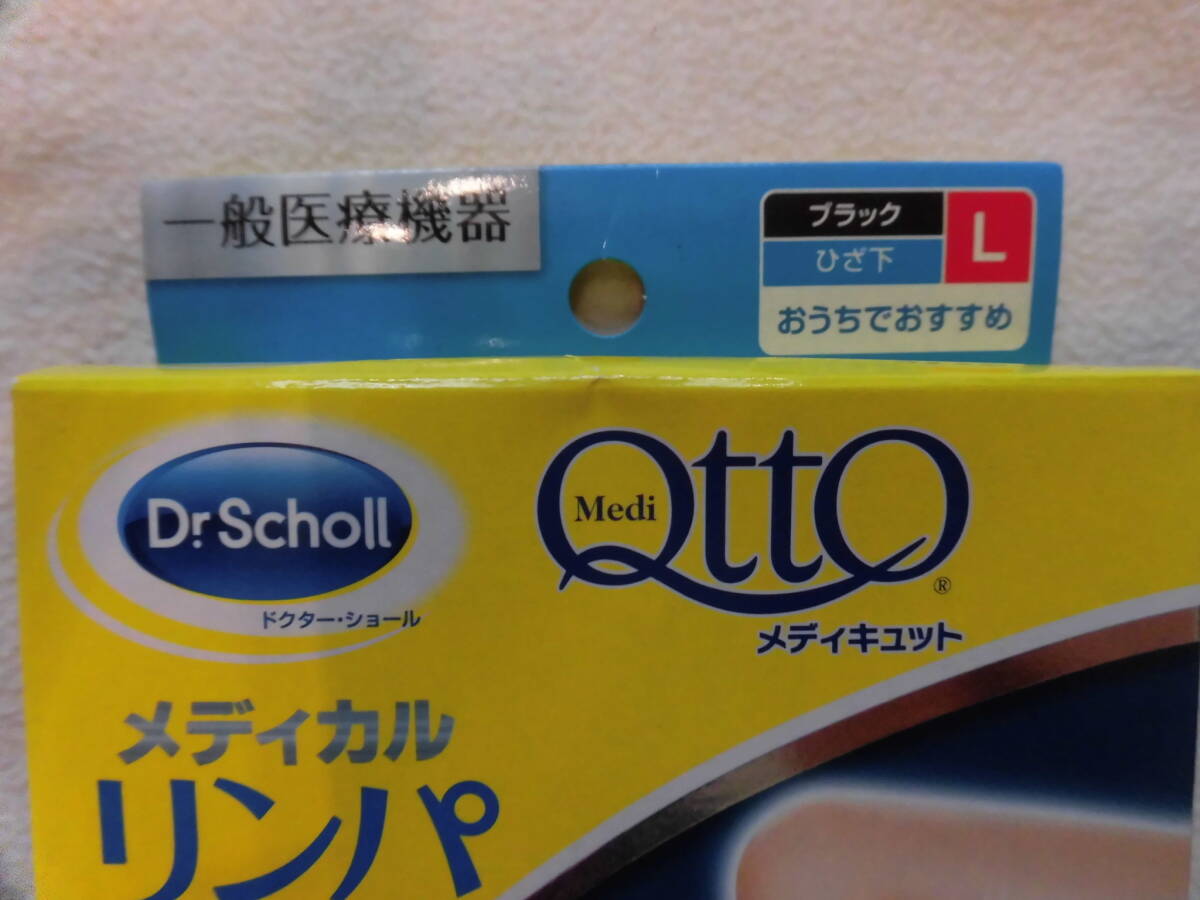 一般医療機器
ブラック
ひざ下
L
おうちでおすすめ
Dr. Scholl
ドクター・ショール
Medi QttO®
メディキュット
メディカル
リンパ